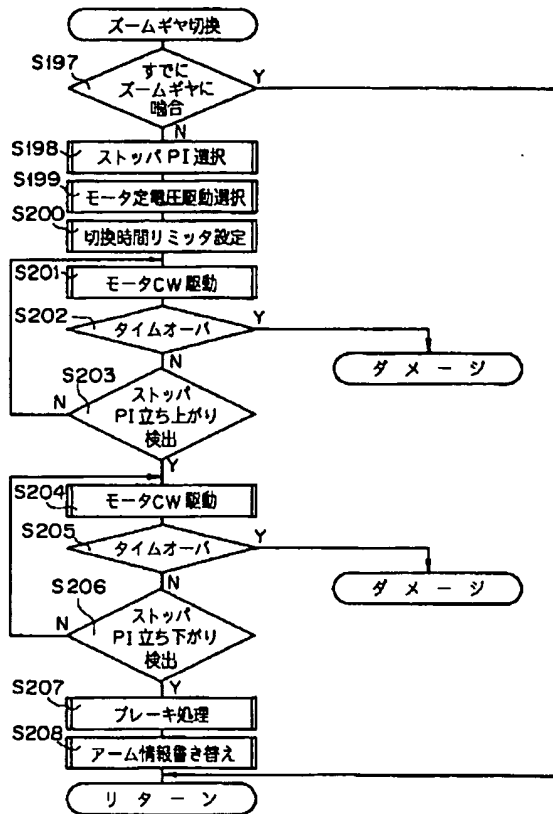 ズームギヤ切換
S197
すでに
ズームギヤに
噛合
Y
N
S198
ストッパPI選択
S199
モータ定電圧駆動選択
S200
切換時間リミッタ設定
S201
モータCW駆動
S202
タイムオーバ
Y
N
ダメージ
S203
ストッパ
PI立ち上がり
検出
N
Y
S204
モータCW駆動
S205
タイムオーバ
Y
N
ダメージ
S206
ストッパ
PI立ち下がり
検出
N
Y
S207
ブレーキ処理
S208
アーム情報書き替え
リターン